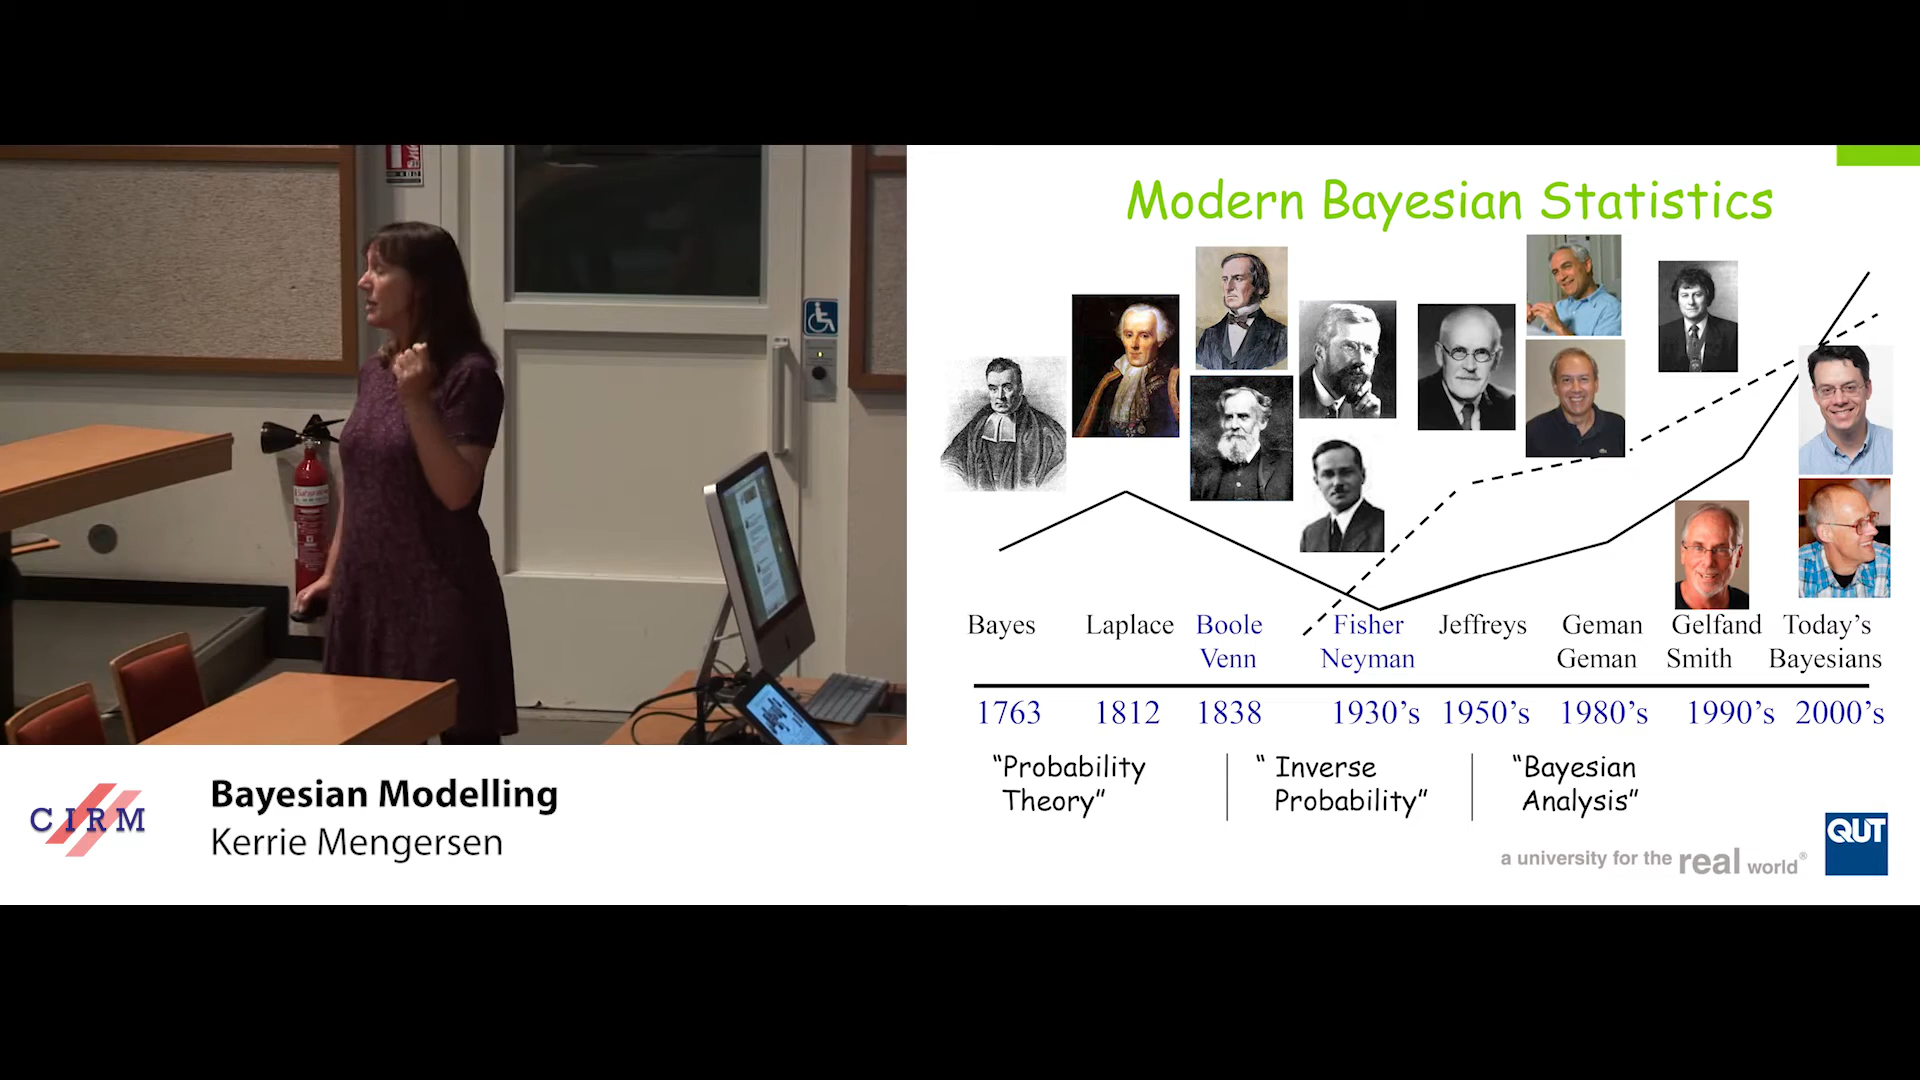 Modern Bayesian Statistics
Bayes Laplace Boole Fisher Jeffreys Geman Gelfand Today's
Venn Neyman Geman Smith Bayesians
1763 1812 1838 1930's 1950's 1980's 1990's 2000's
"Probability
Theory"
" Inverse
Probability"
"Bayesian
Analysis"
QUT
a university for the real world®
CIRM
Bayesian Modelling
Kerrie Mengersen